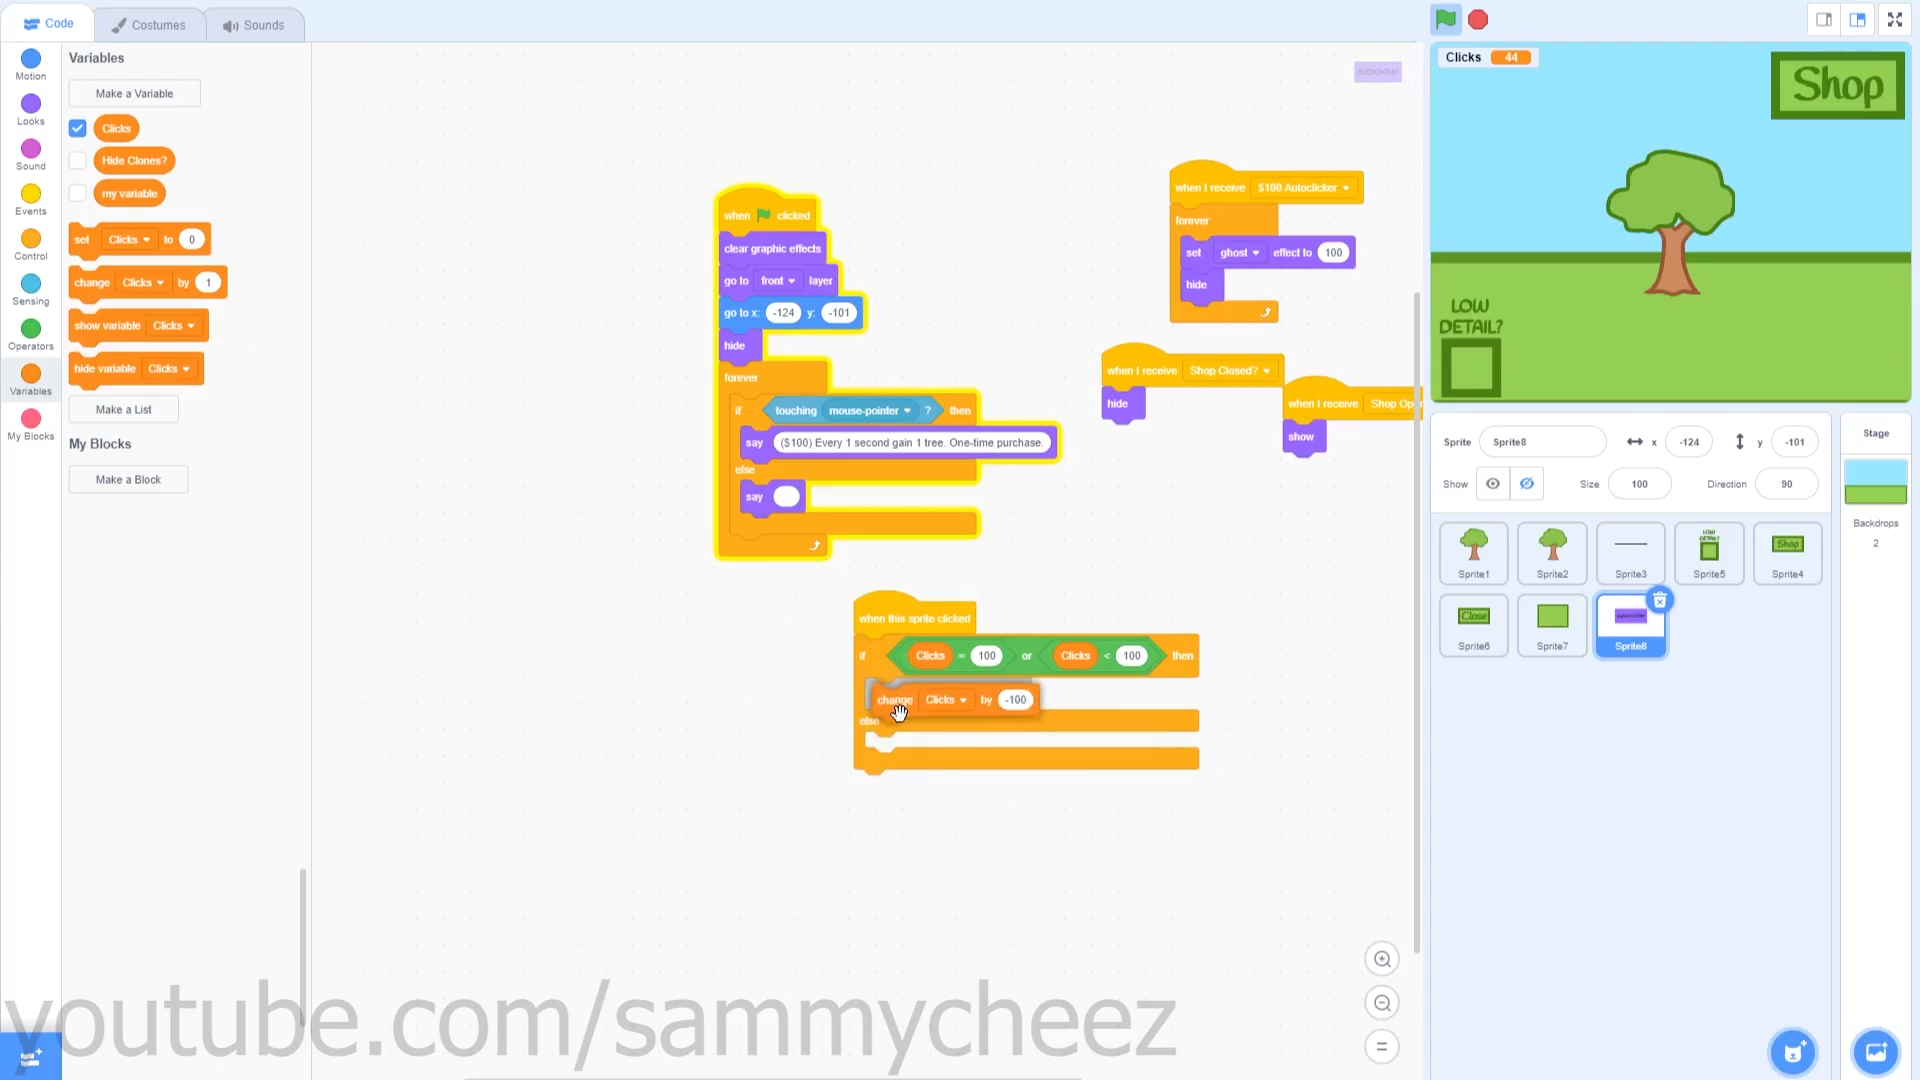 Code
Costumes
Sounds
Motion
Looks
Sound
Events
Control
Sensing
Operators
Variables
My Blocks
Variables
Make a Variable
Clicks
Hide Clones?
my variable
set Clicks to 0
change Clicks by 1
show variable Clicks
hide variable Clicks
Make a List
My Blocks
Make a Block
when clicked
clear graphic effects
go to front layer
go to x: -124 y: -101
hide
forever
if touching mouse-pointer ? then
say ($100) Every 1 second gain 1 tree. One-time purchase.
else
say
when I receive $100 Autoclicker
forever
set ghost effect to 100
hide
when I receive Shop Closed?
hide
when I receive Shop Oper
show
when this sprite clicked
if Clicks = 100 or Clicks < 100 then
change Clicks by -100
else
autoclicker
Clicks 44
Shop
LOW
DETAIL?
Sprite Sprite8 x -124 y -101
Show Size 100 Direction 90
LOW
DETAIL?
Shop
Sprite1 Sprite2 Sprite3 Sprite5 Sprite4
Close
autoclicker
Sprite6 Sprite7 Sprite8
Stage
Backdrops
2
youtube.com/sammycheez